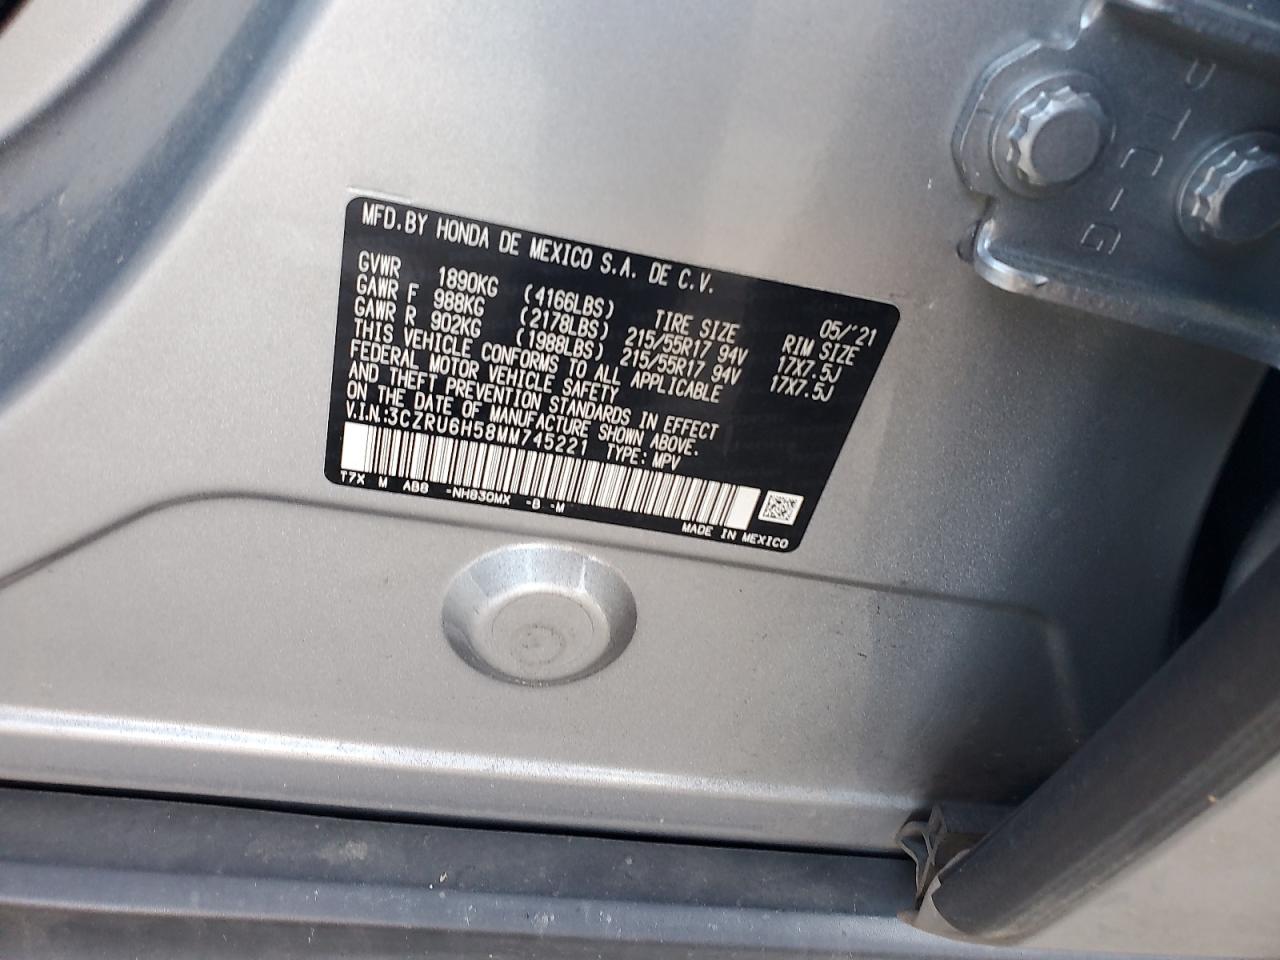 MFD.BY HONDA DE MEXICO S.A. DE C.V.
05/'21
GVWR 1890KG (4166LBS) TIRE SIZE RIM SIZE
GAWR F 988KG (2178LBS) 215/55R17 94V 17X7.5J
GAWR R 902KG (1988LBS) 215/55R17 94V 17X7.5J
THIS VEHICLE CONFORMS TO ALL APPLICABLE
FEDERAL MOTOR VEHICLE SAFETY
AND THEFT PREVENTION STANDARDS IN EFFECT
ON THE DATE OF MANUFACTURE SHOWN ABOVE.
V.I.N:3CZRU6H58MM745221 TYPE:MPV
T7X M AB8 -NH830MX -B -M
MADE IN MEXICO